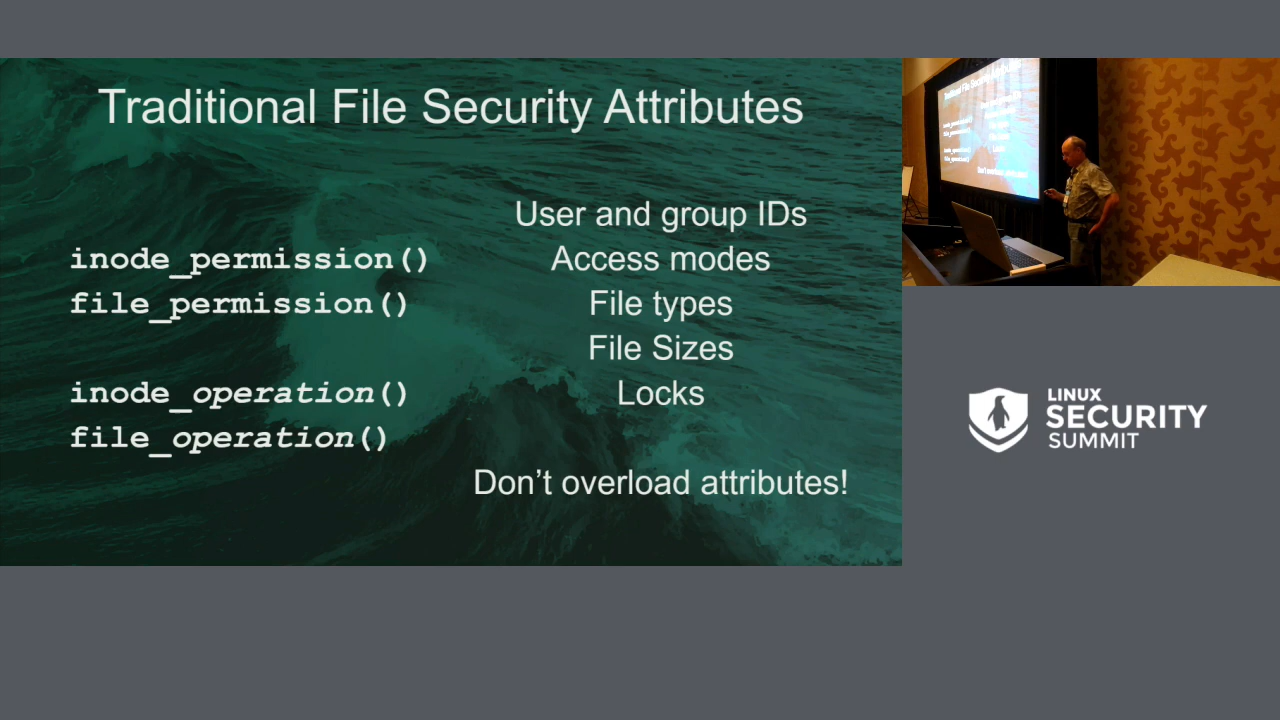 Traditional File Security Attributes
inode_permission()
file_permission()
inode_operation()
file_operation()
User and group IDs
Access modes
File types
File Sizes
Locks
Don't overload attributes!
LINUX
SECURITY
SUMMIT